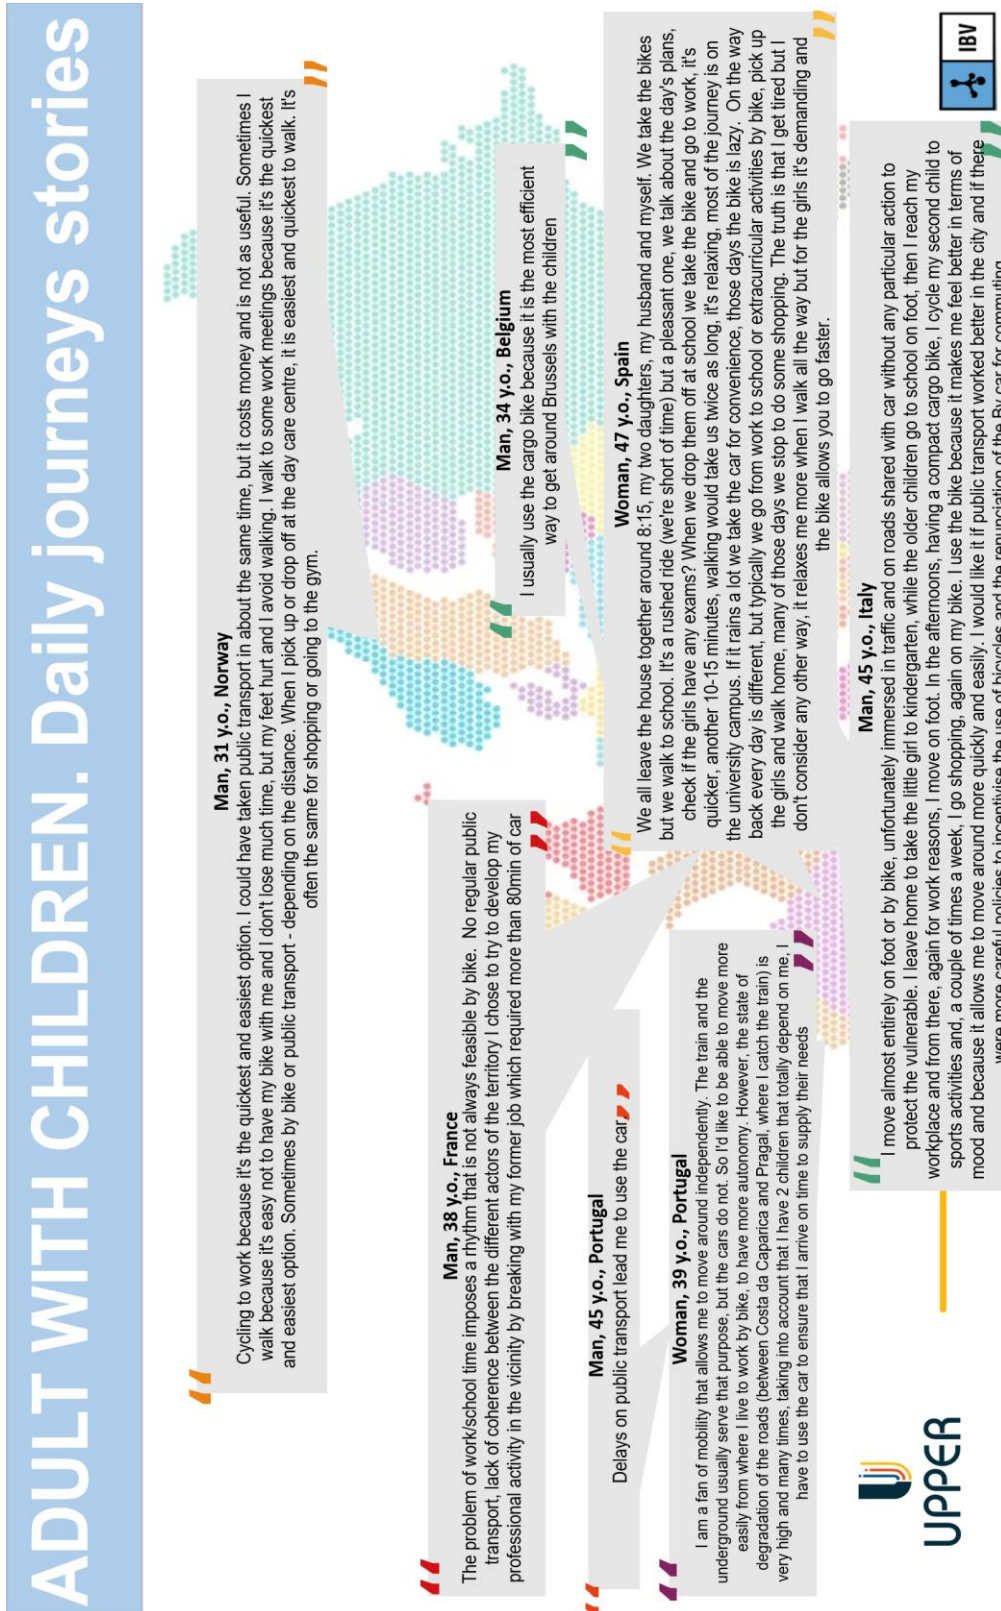 ADULT WITH CHILDREN. Daily journeys stories
Man, 31 y.o., Norway
Cycling to work because it's the quickest and easiest option. I could have taken public transport in about the same time, but it costs money and is not as useful. Sometimes I
walk because it's easy not to have my bike with me and I don't lose much time, but my feet hurt and I avoid walking. I walk to some work meetings because it's the quickest
and easiest option. Sometimes by bike or public transport - depending on the distance. When I pick up or drop off at the day care centre, it is easiest and quickest to walk. It's
often the same for shopping or going to the gym.
Man, 38 y.o., France
The problem of work/school time imposes a rhythm that is not always feasible by bike. No regular public
transport, lack of coherence between the different actors of the territory I chose to try to develop my
professional activity in the vicinity by breaking with my former job which required more than 80min of car
Man, 34 y.o., Belgium
I usually use the cargo bike because it is the most efficient
way to get around Brussels with the children
Man, 45 y.o., Portugal
Delays on public transport lead me to use the car
Woman, 47 y.o., Spain
We all leave the house together around 8:15, my two daughters, my husband and myself. We take the bikes
but we walk to school. It's a rushed ride (we're short of time) but a pleasant one, we talk about the day's plans,
check if the girls have any exams? When we drop them off at school we take the bike and go to work, it's
quicker, another 10-15 minutes, walking would take us twice as long, it's relaxing, most of the journey is on
the university campus. If it rains a lot we take the car for convenience, those days the bike is lazy. On the way
back every day is different, but typically we go from work to school or extracurricular activities by bike, pick up
the girls and walk home, many of those days we stop to do some shopping. The truth is that I get tired but I
don't consider any other way, it relaxes me more when I walk all the way but for the girls it's demanding and
the bike allows you to go faster.
Woman, 39 y.o., Portugal
I am a fan of mobility that allows me to move around independently. The train and the
underground usually serve that purpose, but the cars do not. So I'd like to be able to move more
easily from where I live to work by bike, to have more autonomy. However, the state of
degradation of the roads (between Costa da Caparica and Pragal, where I catch the train) is
very high and many times, taking into account that I have 2 children that totally depend on me, I
have to use the car to ensure that I arrive on time to supply their needs
Man, 45 y.o., Italy
I move almost entirely on foot or by bike, unfortunately immersed in traffic and on roads shared with car without any particular action to
protect the vulnerable. I leave home to take the little girl to kindergarten, while the older children go to school on foot, then I reach my
workplace and from there, again for work reasons, I move on foot. In the afternoons, having a compact cargo bike, I cycle my second child to
sports activities and, a couple of times a week, I go shopping, again on my bike. I use the bike because it makes me feel better in terms of
mood and because it allows me to move around more quickly and easily. I would like it if public transport worked better in the city and if there
were more careful policies to incentivise the use of bicycles and the renunciation of the By car for commuting
UPPER
IBV